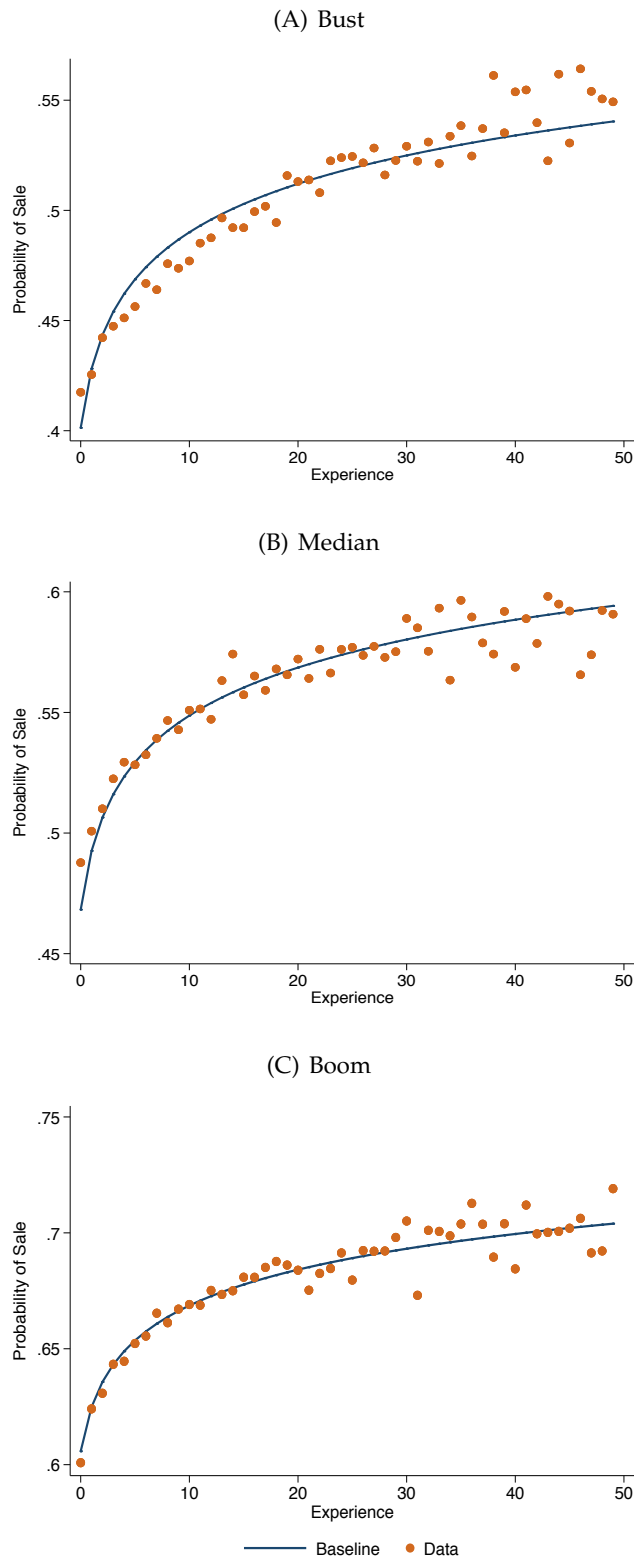 (A) Bust
.55
.5
.45
.4
Probability of Sale
0 10 20 30 40 50
Experience
(B) Median
.6
.55
.5
.45
Probability of Sale
0 10 20 30 40 50
Experience
(C) Boom
.75
.7
.65
.6
Probability of Sale
0 10 20 30 40 50
Experience
Baseline Data